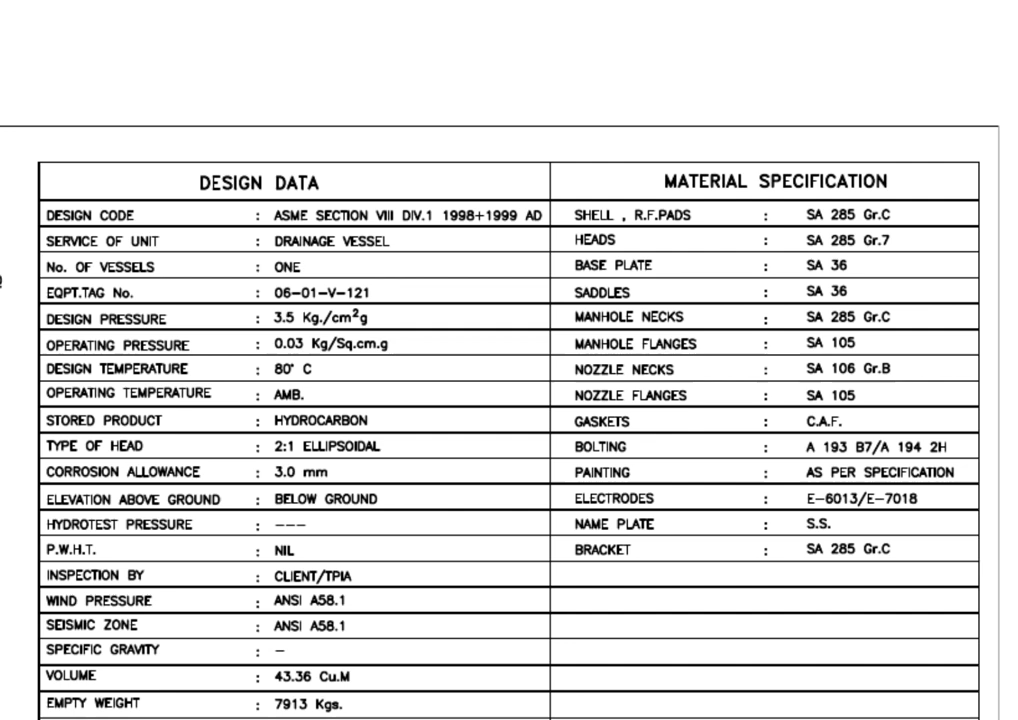 DESIGN DATA
MATERIAL SPECIFICATION
DESIGN CODE : ASME SECTION VIII DIV.1 1998+1999 AD
SHELL , R.F.PADS : SA 285 Gr.C
SERVICE OF UNIT : DRAINAGE VESSEL
HEADS : SA 285 Gr.7
No. OF VESSELS : ONE
BASE PLATE : SA 36
EQPT.TAG No. : 06-01-V-121
SADDLES : SA 36
DESIGN PRESSURE : 3.5 Kg./cm²g
MANHOLE NECKS : SA 285 Gr.C
OPERATING PRESSURE : 0.03 Kg/Sq.cm.g
MANHOLE FLANGES : SA 105
DESIGN TEMPERATURE : 80° C
NOZZLE NECKS : SA 106 Gr.B
OPERATING TEMPERATURE : AMB.
NOZZLE FLANGES : SA 105
STORED PRODUCT : HYDROCARBON
GASKETS : C.A.F.
TYPE OF HEAD : 2:1 ELLIPSOIDAL
BOLTING : A 193 B7/A 194 2H
CORROSION ALLOWANCE : 3.0 mm
PAINTING : AS PER SPECIFICATION
ELEVATION ABOVE GROUND : BELOW GROUND
ELECTRODES : E-6013/E-7018
HYDROTEST PRESSURE : ---
NAME PLATE : S.S.
P.W.H.T. : NIL
BRACKET : SA 285 Gr.C
INSPECTION BY : CLIENT/TPIA
WIND PRESSURE : ANSI A58.1
SEISMIC ZONE : ANSI A58.1
SPECIFIC GRAVITY : -
VOLUME : 43.36 Cu.M
EMPTY WEIGHT : 7913 Kgs.